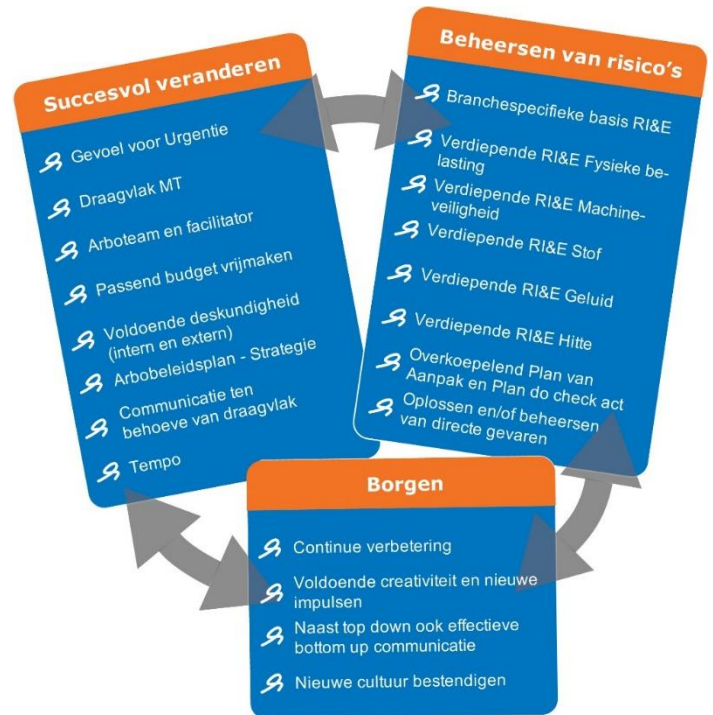 Succesvol veranderen
Gevoel voor Urgentie
Draagvlak MT
Arboteam en facilitator
Passend budget vrijmaken
Voldoende deskundigheid
(intern en extern)
Arbobeleidsplan - Strategie
Communicatie ten
behoeve van draagvlak
Tempo
Beheersen van risico's
Branchespecifieke basis RI&E
Verdiepende RI&E Fysieke be-
lasting
Verdiepende RI&E Machine-
veiligheid
Verdiepende RI&E Stof
Verdiepende RI&E Geluid
Verdiepende RI&E Hitte
Overkoepelend Plan van
Aanpak en Plan do check act
Oplossen en/of beheersen
van directe gevaren
Borgen
Continue verbetering
Voldoende creativiteit en nieuwe
impulsen
Naast top down ook effectieve
bottom up communicatie
Nieuwe cultuur bestendigen